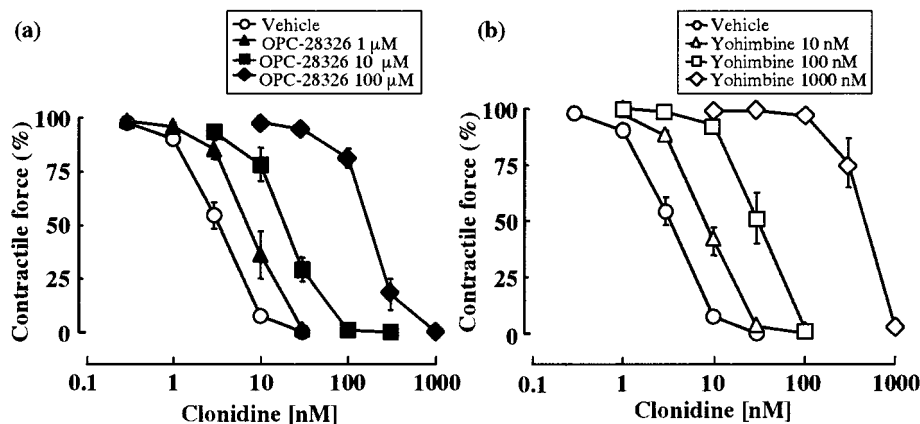 (a)
Vehicle
OPC-28326 1 µM
OPC-28326 10 µM
OPC-28326 100 µM
Contractile force (%)
100
75
50
25
0
0.1 1 10 100 1000
Clonidine [nM]
(b)
Vehicle
Yohimbine 10 nM
Yohimbine 100 nM
Yohimbine 1000 nM
Contractile force (%)
100
75
50
25
0
0.1 1 10 100 1000
Clonidine [nM]